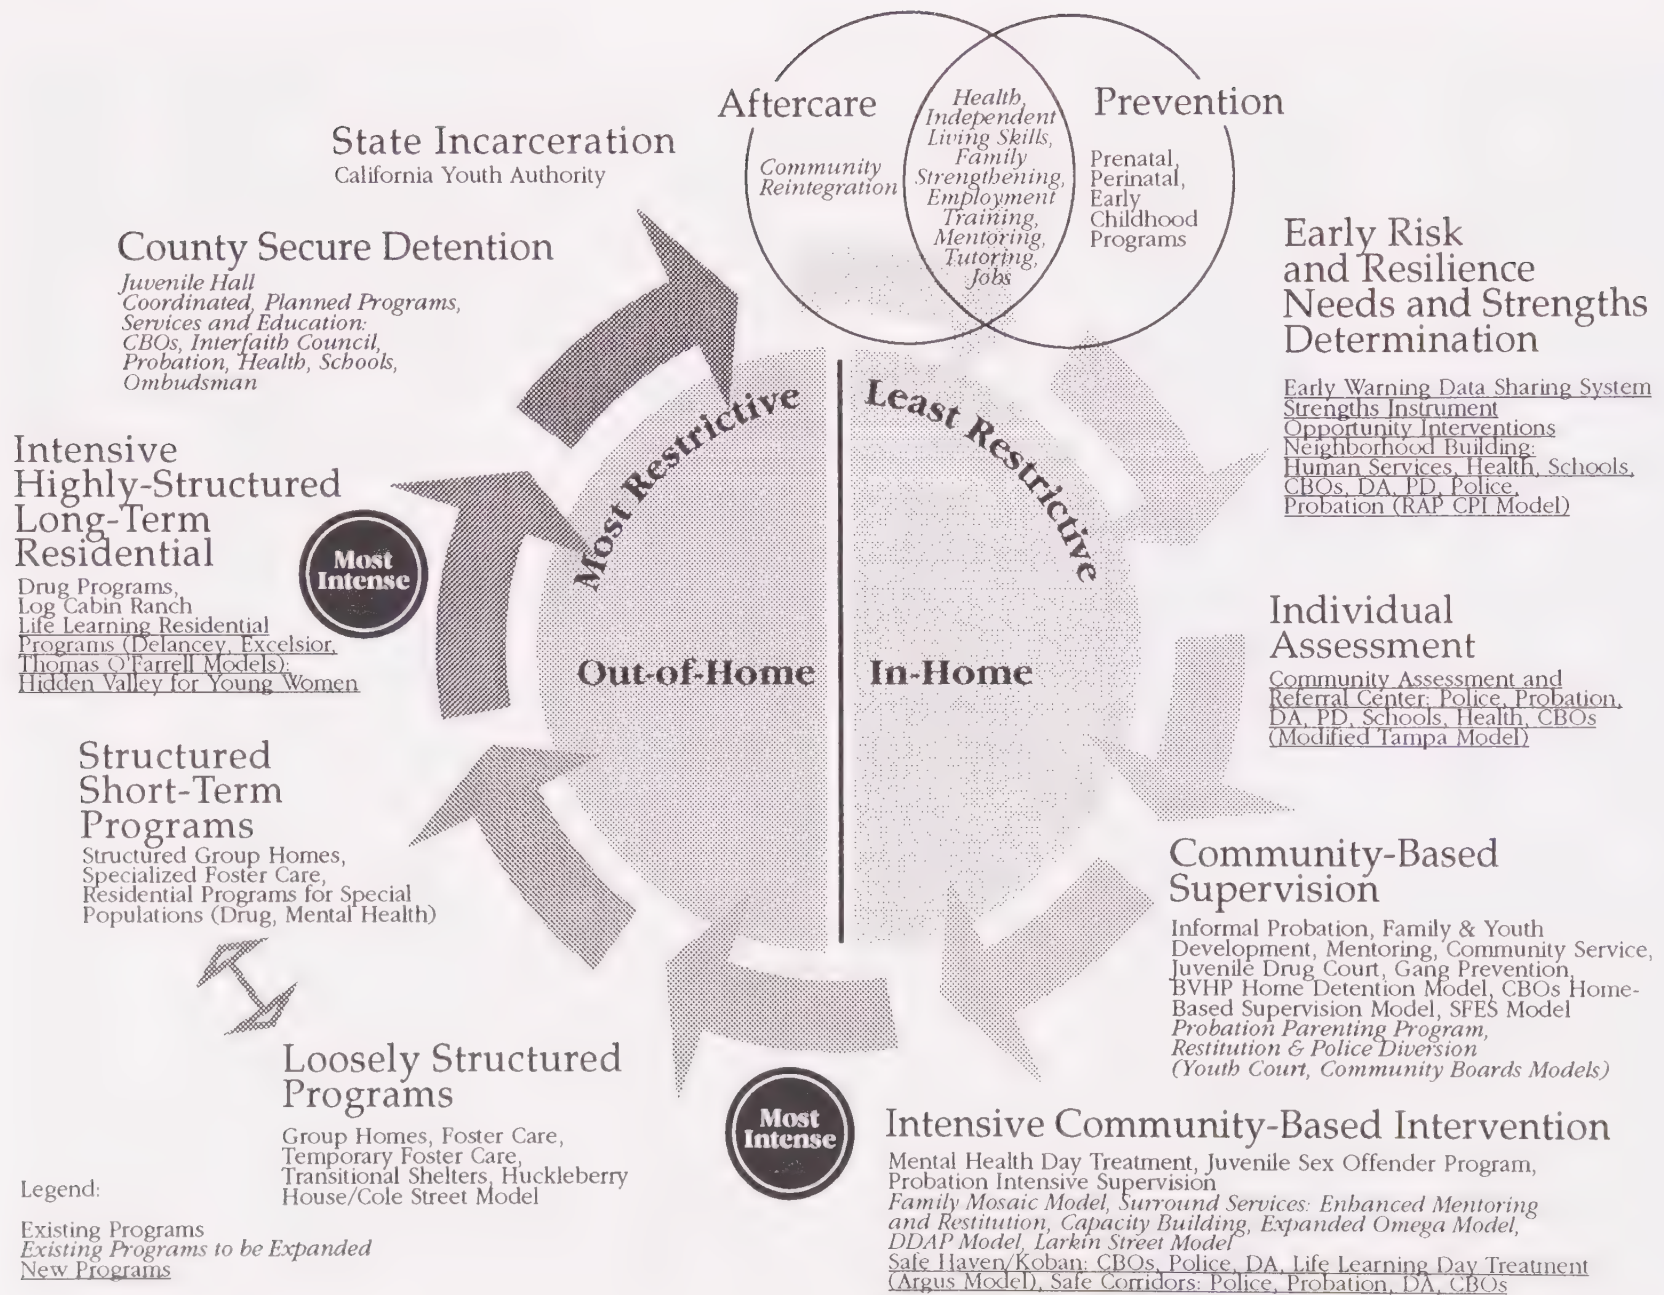 Aftercare
Community
Reintegration
Health,
Independent
Living Skills,
Family
Strengthening,
Employment
Training,
Mentoring,
Tutoring,
Jobs
Prevention
Prenatal,
Perinatal,
Early
Childhood
Programs
Early Risk
and Resilience
Needs and Strengths
Determination
Early Warning Data Sharing System
Strengths Instrument
Opportunity Interventions
Neighborhood Building:
Human Services, Health, Schools,
CBOs, DA, PD, Police,
Probation (RAP CPI Model)
Individual
Assessment
Community Assessment and
Referral Center: Police, Probation,
DA, PD, Schools, Health, CBOs
(Modified Tampa Model)
Community-Based
Supervision
Informal Probation, Family & Youth
Development, Mentoring, Community Service,
Juvenile Drug Court, Gang Prevention,
BVHP Home Detention Model, CBOs Home-
Based Supervision Model, SFES Model
Probation Parenting Program,
Restitution & Police Diversion
(Youth Court, Community Boards Models)
Most
Intense
Intensive Community-Based Intervention
Mental Health Day Treatment, Juvenile Sex Offender Program,
Probation Intensive Supervision
Family Mosaic Model, Surround Services: Enhanced Mentoring
and Restitution, Capacity Building, Expanded Omega Model,
DDAP Model, Larkin Street Model
Safe Haven/Koban: CBOs, Police, DA, Life Learning Day Treatment
(Argus Model), Safe Corridors: Police, Probation, DA, CBOs
Loosely Structured
Programs
Group Homes, Foster Care,
Temporary Foster Care,
Transitional Shelters, Huckleberry
House/Cole Street Model
Structured
Short-Term
Programs
Structured Group Homes,
Specialized Foster Care,
Residential Programs for Special
Populations (Drug, Mental Health)
Intensive
Highly-Structured
Long-Term
Residential
Drug Programs,
Log Cabin Ranch
Life Learning Residential
Programs (Delancey, Excelsior,
Thomas O'Farrell Models):
Hidden Valley for Young Women
Most
Intense
County Secure Detention
Juvenile Hall
Coordinated, Planned Programs,
Services and Education:
CBOs, Interfaith Council,
Probation, Health, Schools,
Ombudsman
State Incarceration
California Youth Authority
Most Restrictive
Least Restrictive
Out-of-Home
In-Home
Legend:
Existing Programs
Existing Programs to be Expanded
New Programs